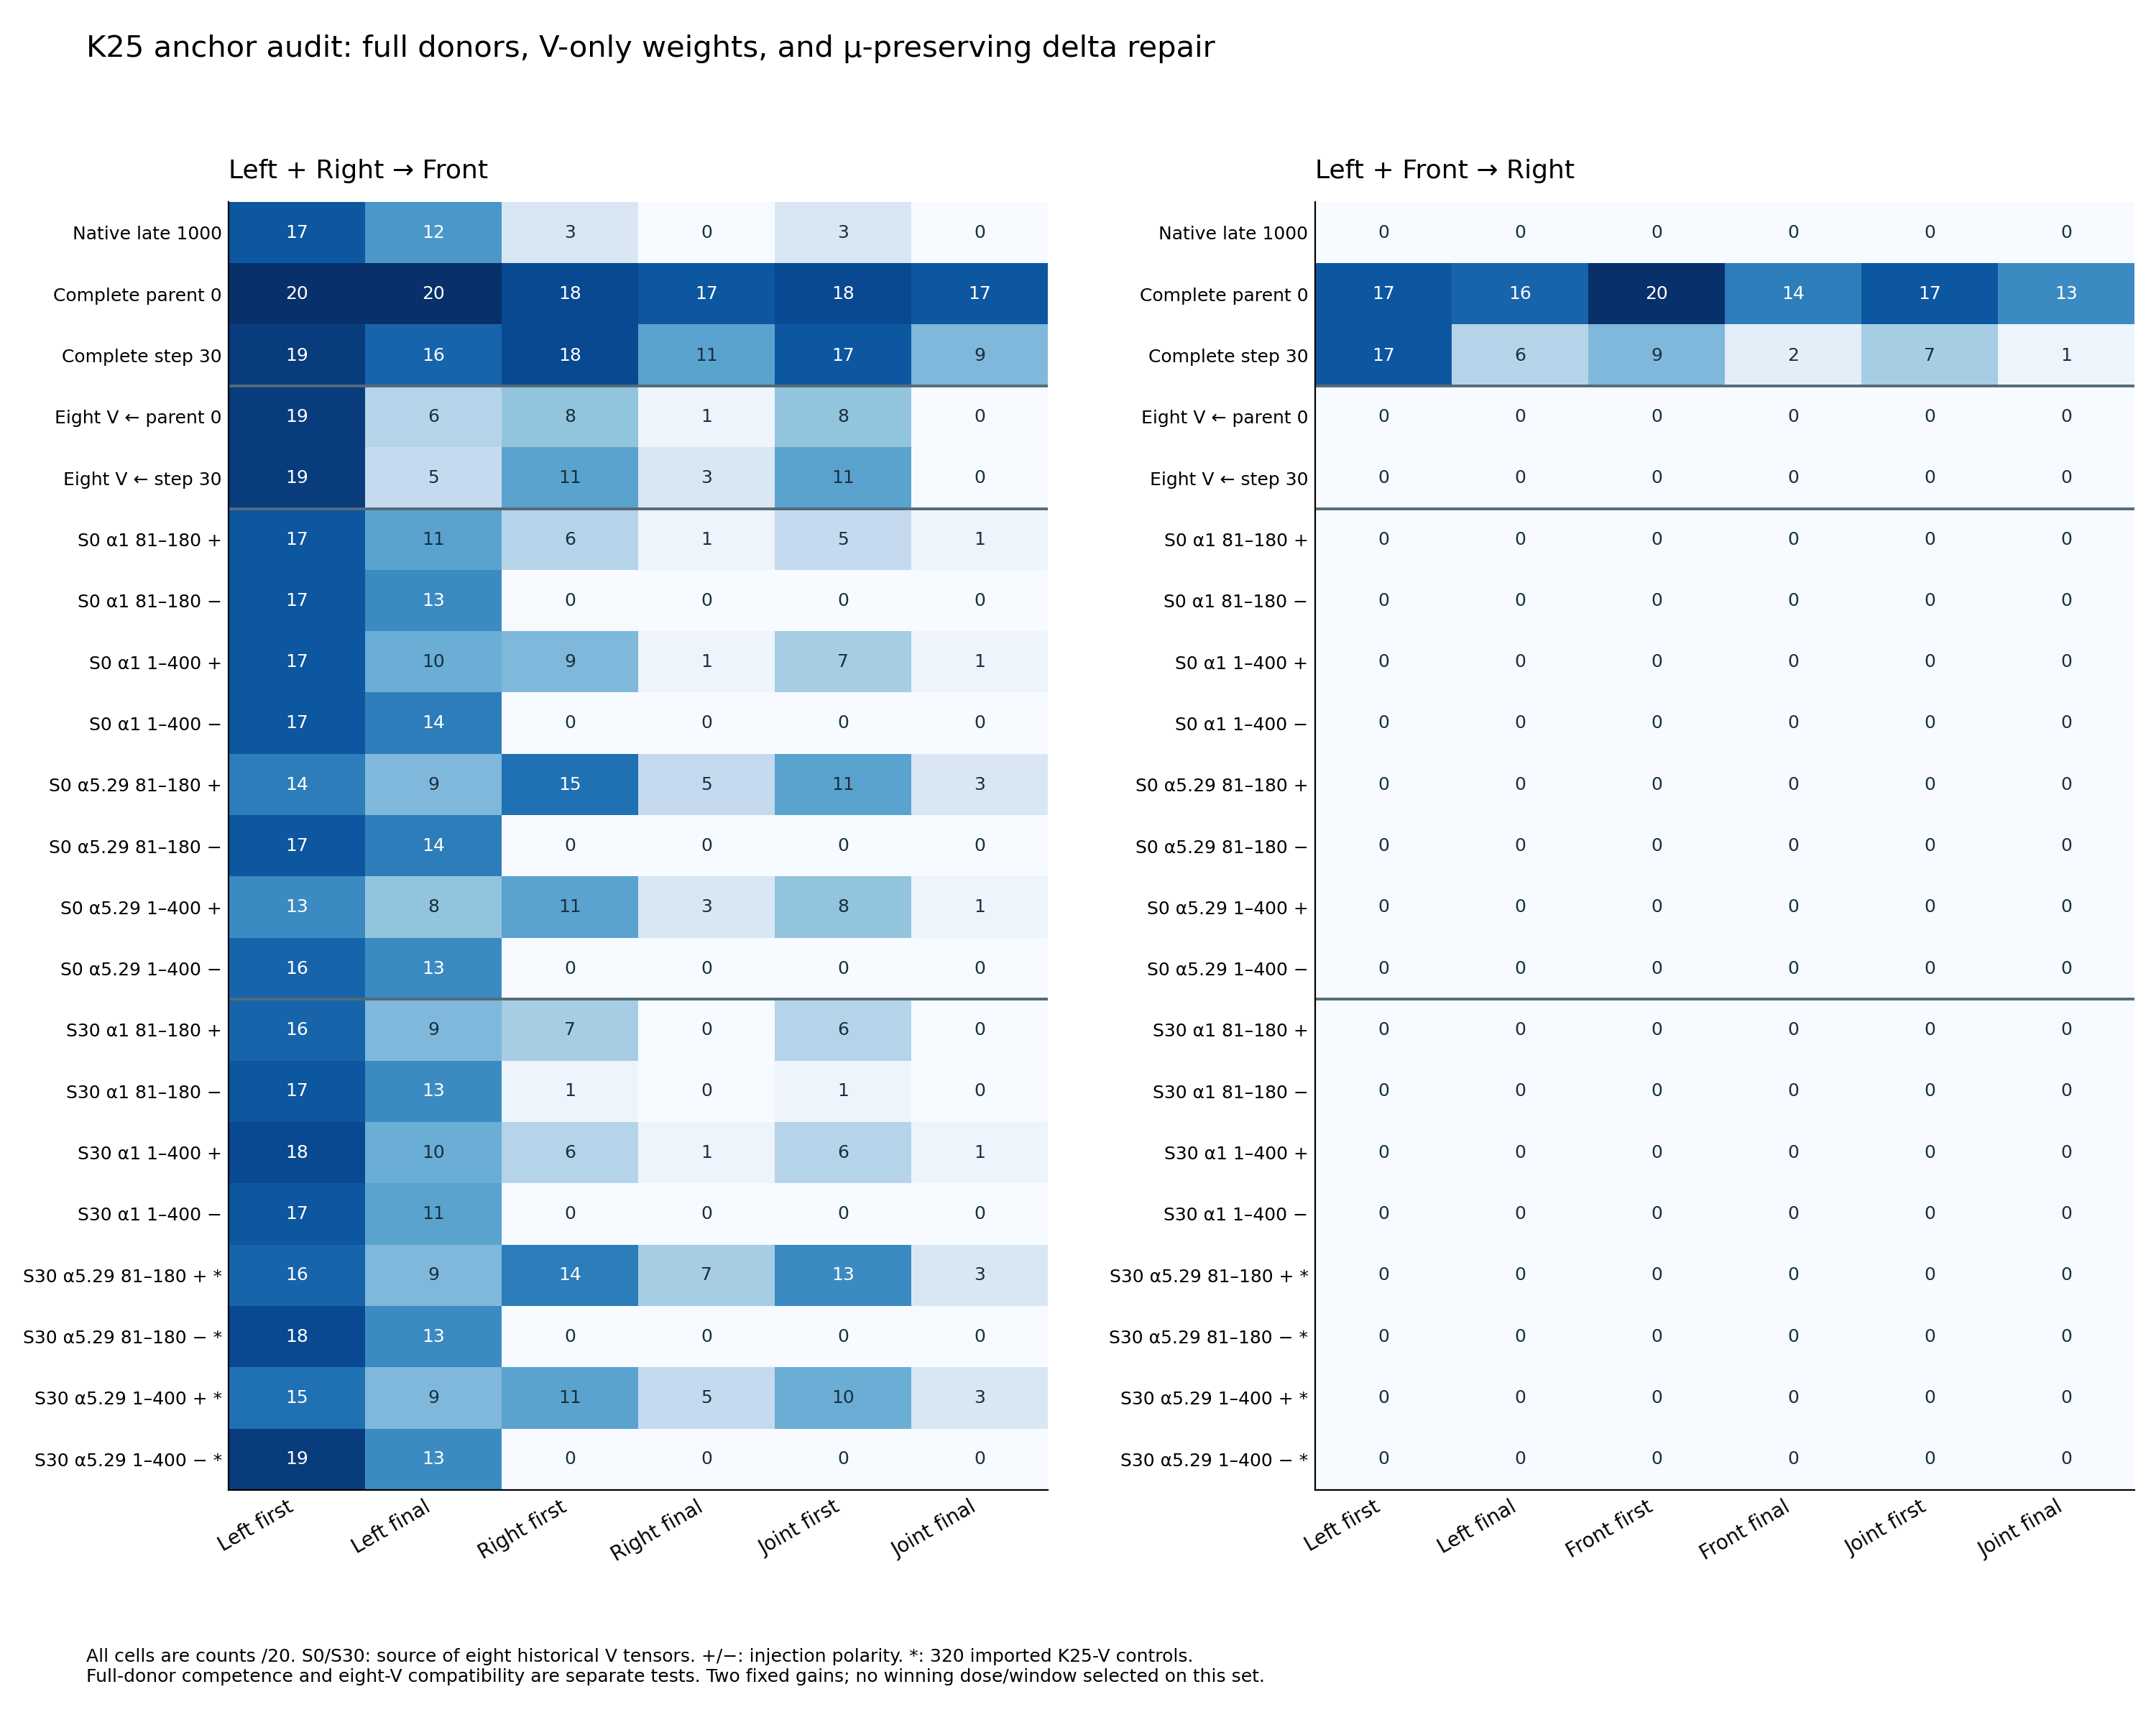 K25 anchor audit: full donors, V-only weights, and μ-preserving delta repair
Left + Right → Front
Native late 1000 17 12 3 0 3 0
Complete parent 0 20 20 18 17 18 17
Complete step 30 19 16 18 11 17 9
Eight V ← parent 0 19 6 8 1 8 0
Eight V ← step 30 19 5 11 3 11 0
S0 α1 81–180 + 17 11 6 1 5 1
S0 α1 81–180 − 17 13 0 0 0 0
S0 α1 1–400 + 17 10 9 1 7 1
S0 α1 1–400 − 17 14 0 0 0 0
S0 α5.29 81–180 + 14 9 15 5 11 3
S0 α5.29 81–180 − 17 14 0 0 0 0
S0 α5.29 1–400 + 13 8 11 3 8 1
S0 α5.29 1–400 − 16 13 0 0 0 0
S30 α1 81–180 + 16 9 7 0 6 0
S30 α1 81–180 − 17 13 1 0 1 0
S30 α1 1–400 + 18 10 6 1 6 1
S30 α1 1–400 − 17 11 0 0 0 0
S30 α5.29 81–180 + * 16 9 14 7 13 3
S30 α5.29 81–180 − * 18 13 0 0 0 0
S30 α5.29 1–400 + * 15 9 11 5 10 3
S30 α5.29 1–400 − * 19 13 0 0 0 0
Left first Left final Right first Right final Joint first Joint final
Left + Front → Right
Native late 1000 0 0 0 0 0 0
Complete parent 0 17 16 20 14 17 13
Complete step 30 17 6 9 2 7 1
Eight V ← parent 0 0 0 0 0 0 0
Eight V ← step 30 0 0 0 0 0 0
S0 α1 81–180 + 0 0 0 0 0 0
S0 α1 81–180 − 0 0 0 0 0 0
S0 α1 1–400 + 0 0 0 0 0 0
S0 α1 1–400 − 0 0 0 0 0 0
S0 α5.29 81–180 + 0 0 0 0 0 0
S0 α5.29 81–180 − 0 0 0 0 0 0
S0 α5.29 1–400 + 0 0 0 0 0 0
S0 α5.29 1–400 − 0 0 0 0 0 0
S30 α1 81–180 + 0 0 0 0 0 0
S30 α1 81–180 − 0 0 0 0 0 0
S30 α1 1–400 + 0 0 0 0 0 0
S30 α1 1–400 − 0 0 0 0 0 0
S30 α5.29 81–180 + * 0 0 0 0 0 0
S30 α5.29 81–180 − * 0 0 0 0 0 0
S30 α5.29 1–400 + * 0 0 0 0 0 0
S30 α5.29 1–400 − * 0 0 0 0 0 0
Left first Left final Front first Front final Joint first Joint final
All cells are counts /20. S0/S30: source of eight historical V tensors. +/−: injection polarity. *: 320 imported K25-V controls.
Full-donor competence and eight-V compatibility are separate tests. Two fixed gains; no winning dose/window selected on this set.